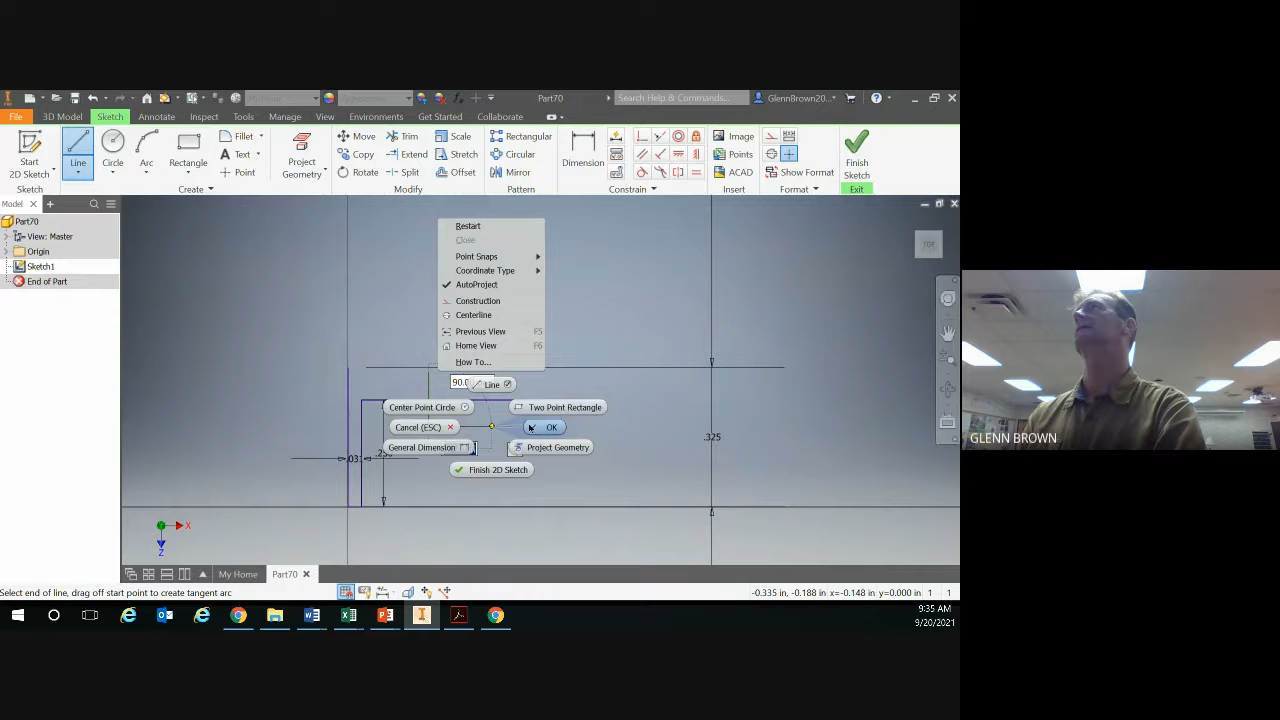 Part70
Search Help & Commands...
GlennBrown20...
File 3D Model Sketch Annotate Inspect Tools Manage View Environments Get Started Collaborate
Start
2D Sketch
Line
Circle
Arc
Rectangle
Fillet
Text
Point
Project
Geometry
Move
Copy
Rotate
Trim
Extend
Split
Scale
Stretch
Offset
Rectangular
Circular
Mirror
Dimension
Image
Points
ACAD
Show Format
Finish
Sketch
Sketch
Create
Modify
Pattern
Constrain
Insert
Format
Exit
Model
Part70
View: Master
Origin
Sketch1
End of Part
TOP
Restart
Close
Point Snaps
Coordinate Type
AutoProject
Construction
Centerline
Previous View F5
Home View F6
How To...
90.0
Line
Center Point Circle
Two Point Rectangle
Cancel (ESC)
OK
General Dimension
Project Geometry
Finish 2D Sketch
.325
X
Z
My Home
Part70
Select end of line, drag off start point to create tangent arc
-0.335 in, -0.188 in x=-0.148 in y=0.000 in 1 1
9:35 AM
9/20/2021
GLENN BROWN